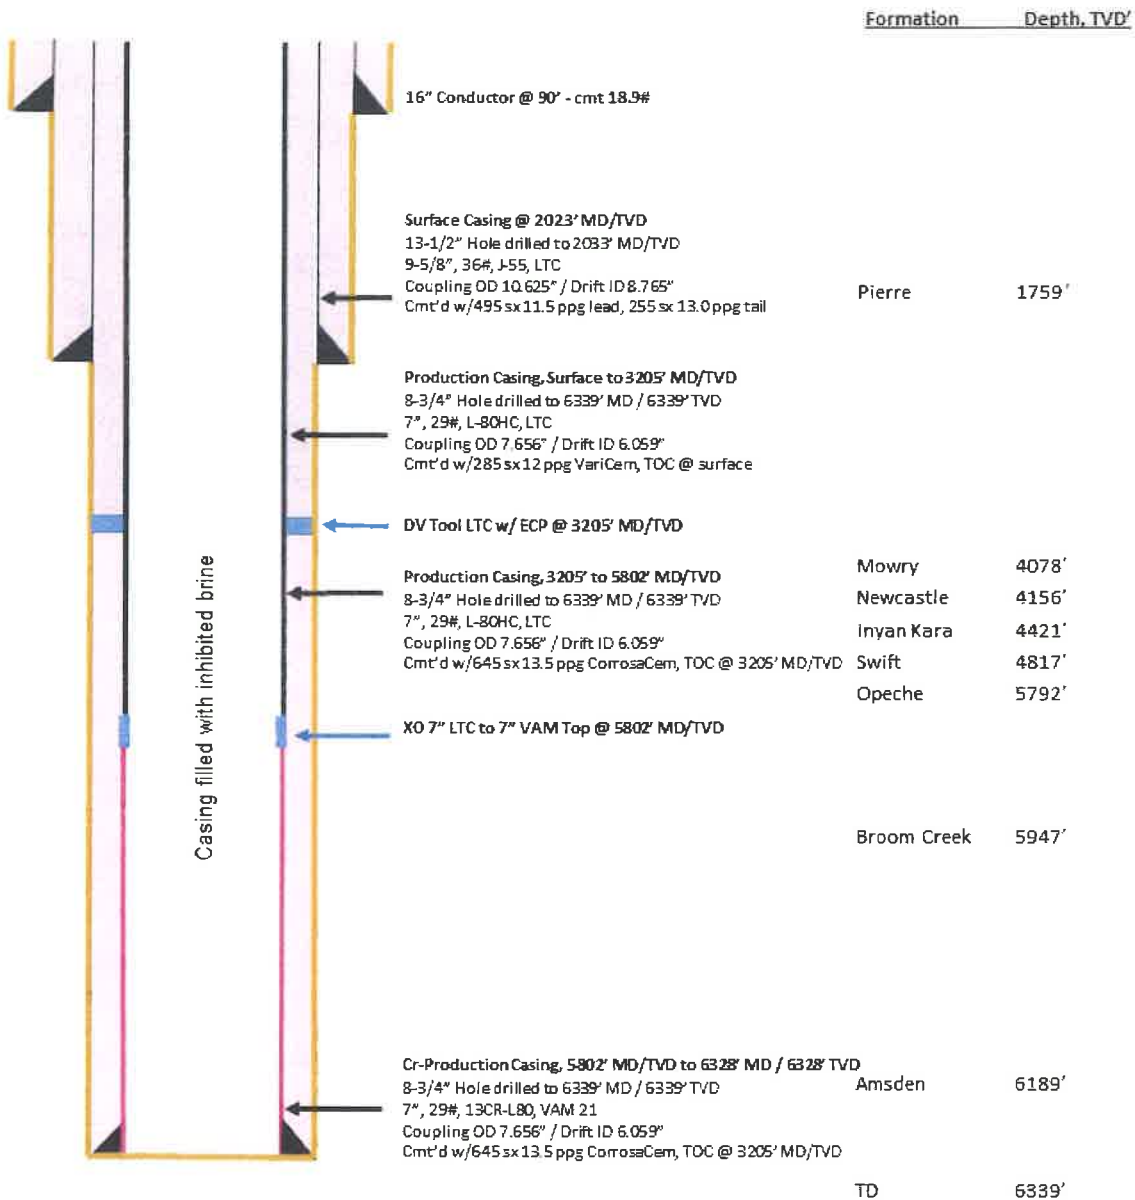 Formation Depth, TVD'
16" Conductor @ 90' - cmt 18.9#
Surface Casing @ 2023' MD/TVD
13-1/2" Hole drilled to 2033' MD/TVD
9-5/8", 36#, J-55, LTC
Coupling OD 10.625" / Drift ID 8.765"
Cmt'd w/495 sx 11.5 ppg lead, 255 sx 13.0 ppg tail
Pierre 1759'
Production Casing, Surface to 3205' MD/TVD
8-3/4" Hole drilled to 6339' MD / 6339' TVD
7", 29#, L-80HC, LTC
Coupling OD 7.656" / Drift ID 6.059"
Cmt'd w/285 sx 12 ppg VariCem, TOC @ surface
DV Tool LTC w/ ECP @ 3205' MD/TVD
Production Casing, 3205' to 5802' MD/TVD
8-3/4" Hole drilled to 6339' MD / 6339' TVD
7", 29#, L-80HC, LTC
Coupling OD 7.656" / Drift ID 6.059"
Cmt'd w/645 sx 13.5 ppg CorrosaCem, TOC @ 3205' MD/TVD
Mowry 4078'
Newcastle 4156'
Inyan Kara 4421'
Swift 4817'
Opeche 5792'
XO 7" LTC to 7" VAM Top @ 5802' MD/TVD
Casing filled with inhibited brine
Broom Creek 5947'
Cr-Production Casing, 5802' MD/TVD to 6328' MD / 6328' TVD
8-3/4" Hole drilled to 6339' MD / 6339' TVD
7", 29#, 13CR-L80, VAM 21
Coupling OD 7.656" / Drift ID 6.059"
Cmt'd w/645 sx 13.5 ppg CorrosaCem, TOC @ 3205' MD/TVD
Amsden 6189'
TD 6339'